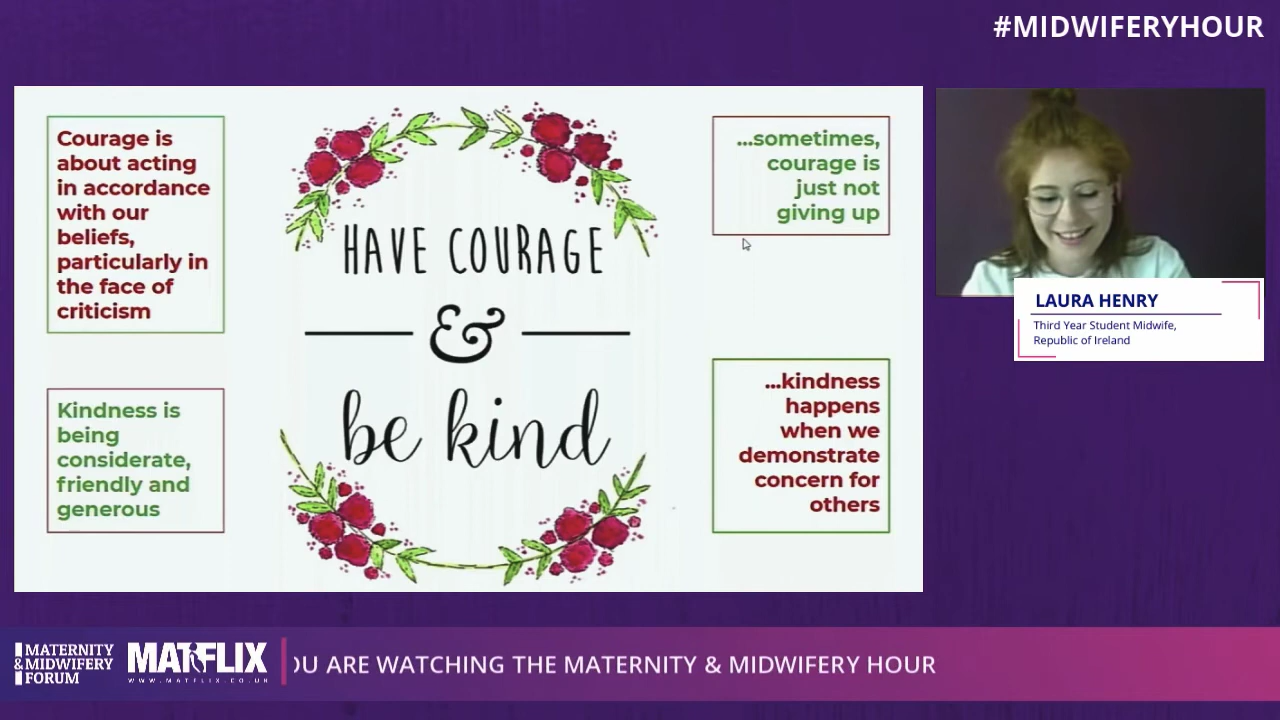 #MIDWIFERYHOUR
Courage is
about acting
in accordance
with our
beliefs,
particularly in
the face of
criticism
Kindness is
being
considerate,
friendly and
generous
HAVE COURAGE
&
be kind
...sometimes,
courage is
just not
giving up
...kindness
happens
when we
demonstrate
concern for
others
LAURA HENRY
Third Year Student Midwife,
Republic of Ireland
MATERNITY
& MIDWIFERY
FORUM
MATFLIX
WWW.MATFLIX.CO.UK
OU ARE WATCHING THE MATERNITY & MIDWIFERY HOUR